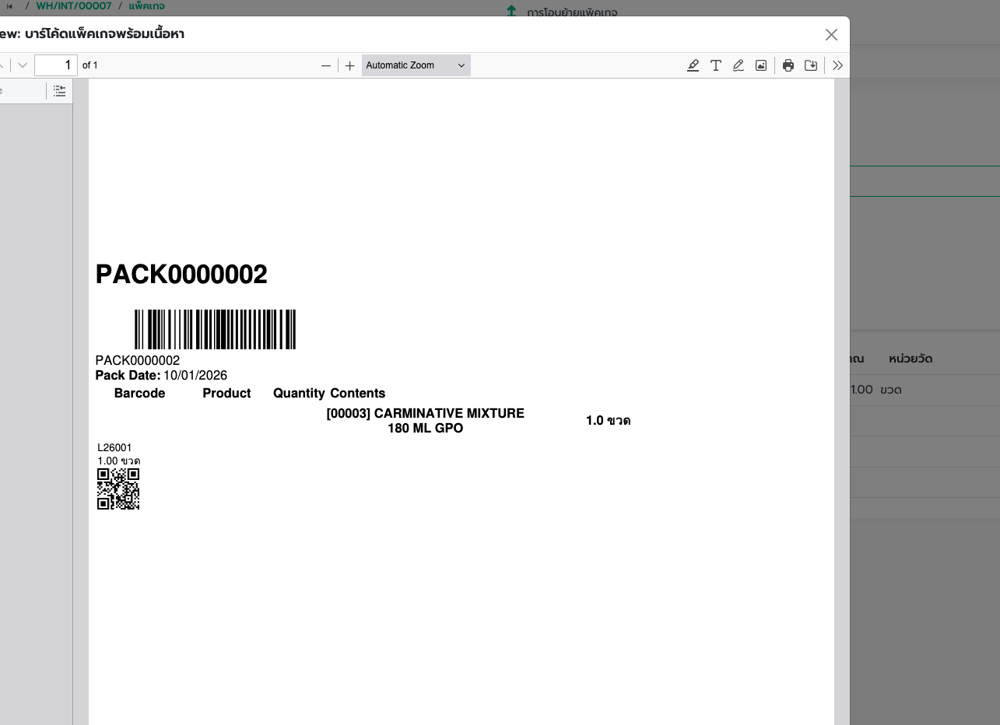 / WH/INT/00007 / แพ็คเกจ
การโอนย้ายแพ้คเกจ
ew: บาร์โค้ดแพ็คเกจพร้อมเนื้อหา
1 of 1
Automatic Zoom
PACK0000002
PACK0000002
Pack Date: 10/01/2026
Barcode Product Quantity Contents
[00003] CARMINATIVE MIXTURE
180 ML GPO
1.0 ขวด
L26001
1.00 ขวด
าณ หน่วยวัด
1.00 ขวด